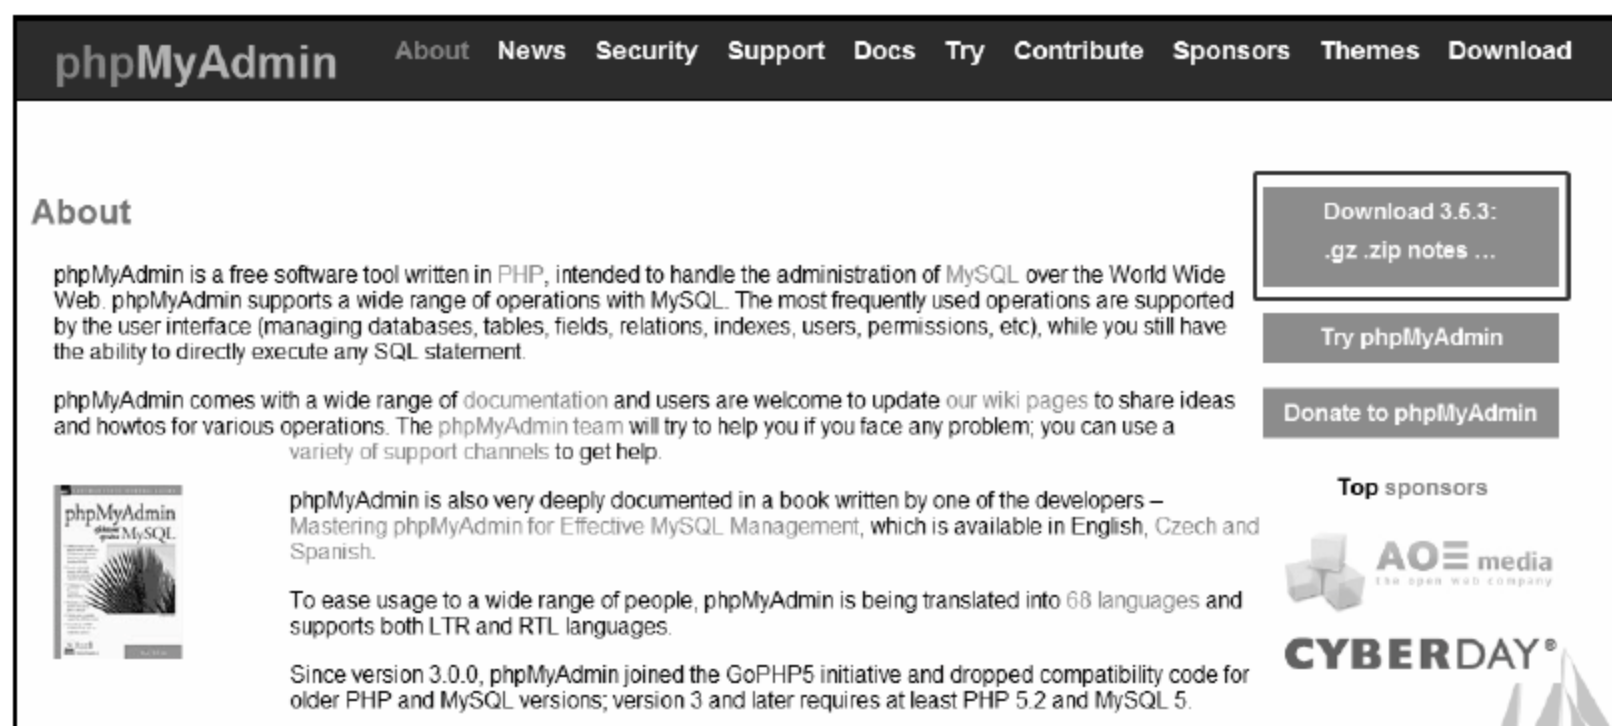 phpMyAdmin
About News Security Support Docs Try Contribute Sponsors Themes Download
About
phpMyAdmin is a free software tool written in PHP, intended to handle the administration of MySQL over the World Wide
Web. phpMyAdmin supports a wide range of operations with MySQL. The most frequently used operations are supported
by the user interface (managing databases, tables, fields, relations, indexes, users, permissions, etc), while you still have
the ability to directly execute any SQL statement.
phpMyAdmin comes with a wide range of documentation and users are welcome to update our wiki pages to share ideas
and howtos for various operations. The phpMyAdmin team will try to help you if you face any problem; you can use a
variety of support channels to get help.
phpMyAdmin
MySQL
phpMyAdmin is also very deeply documented in a book written by one of the developers –
Mastering phpMyAdmin for Effective MySQL Management, which is available in English, Czech and
Spanish.
To ease usage to a wide range of people, phpMyAdmin is being translated into 68 languages and
supports both LTR and RTL languages.
Since version 3.0.0, phpMyAdmin joined the GoPHP5 initiative and dropped compatibility code for
older PHP and MySQL versions; version 3 and later requires at least PHP 5.2 and MySQL 5.
Download 3.5.3:
.gz .zip notes ...
Try phpMyAdmin
Donate to phpMyAdmin
Top sponsors
AOE media
the open web company
CYBERDAY®